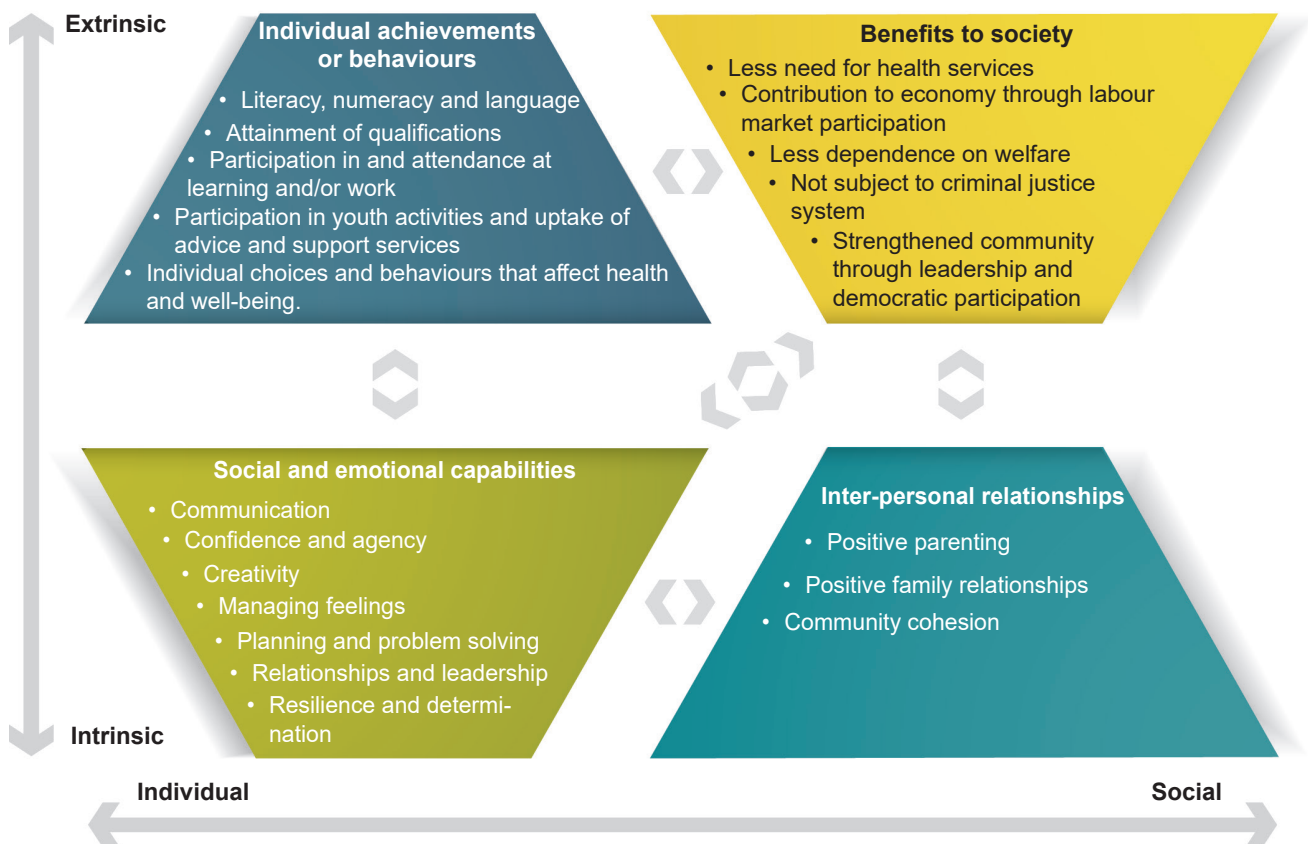 Extrinsic
Individual achievements
or behaviours
• Literacy, numeracy and language
• Attainment of qualifications
• Participation in and attendance at
learning and/or work
• Participation in youth activities and uptake of
advice and support services
• Individual choices and behaviours that affect health
and well-being.
Benefits to society
• Less need for health services
• Contribution to economy through labour
market participation
• Less dependence on welfare
• Not subject to criminal justice
system
• Strengthened community
through leadership and
democratic participation
Social and emotional capabilities
• Communication
• Confidence and agency
• Creativity
• Managing feelings
• Planning and problem solving
• Relationships and leadership
• Resilience and determi-
nation
Inter-personal relationships
• Positive parenting
• Positive family relationships
• Community cohesion
Intrinsic
Individual
Social